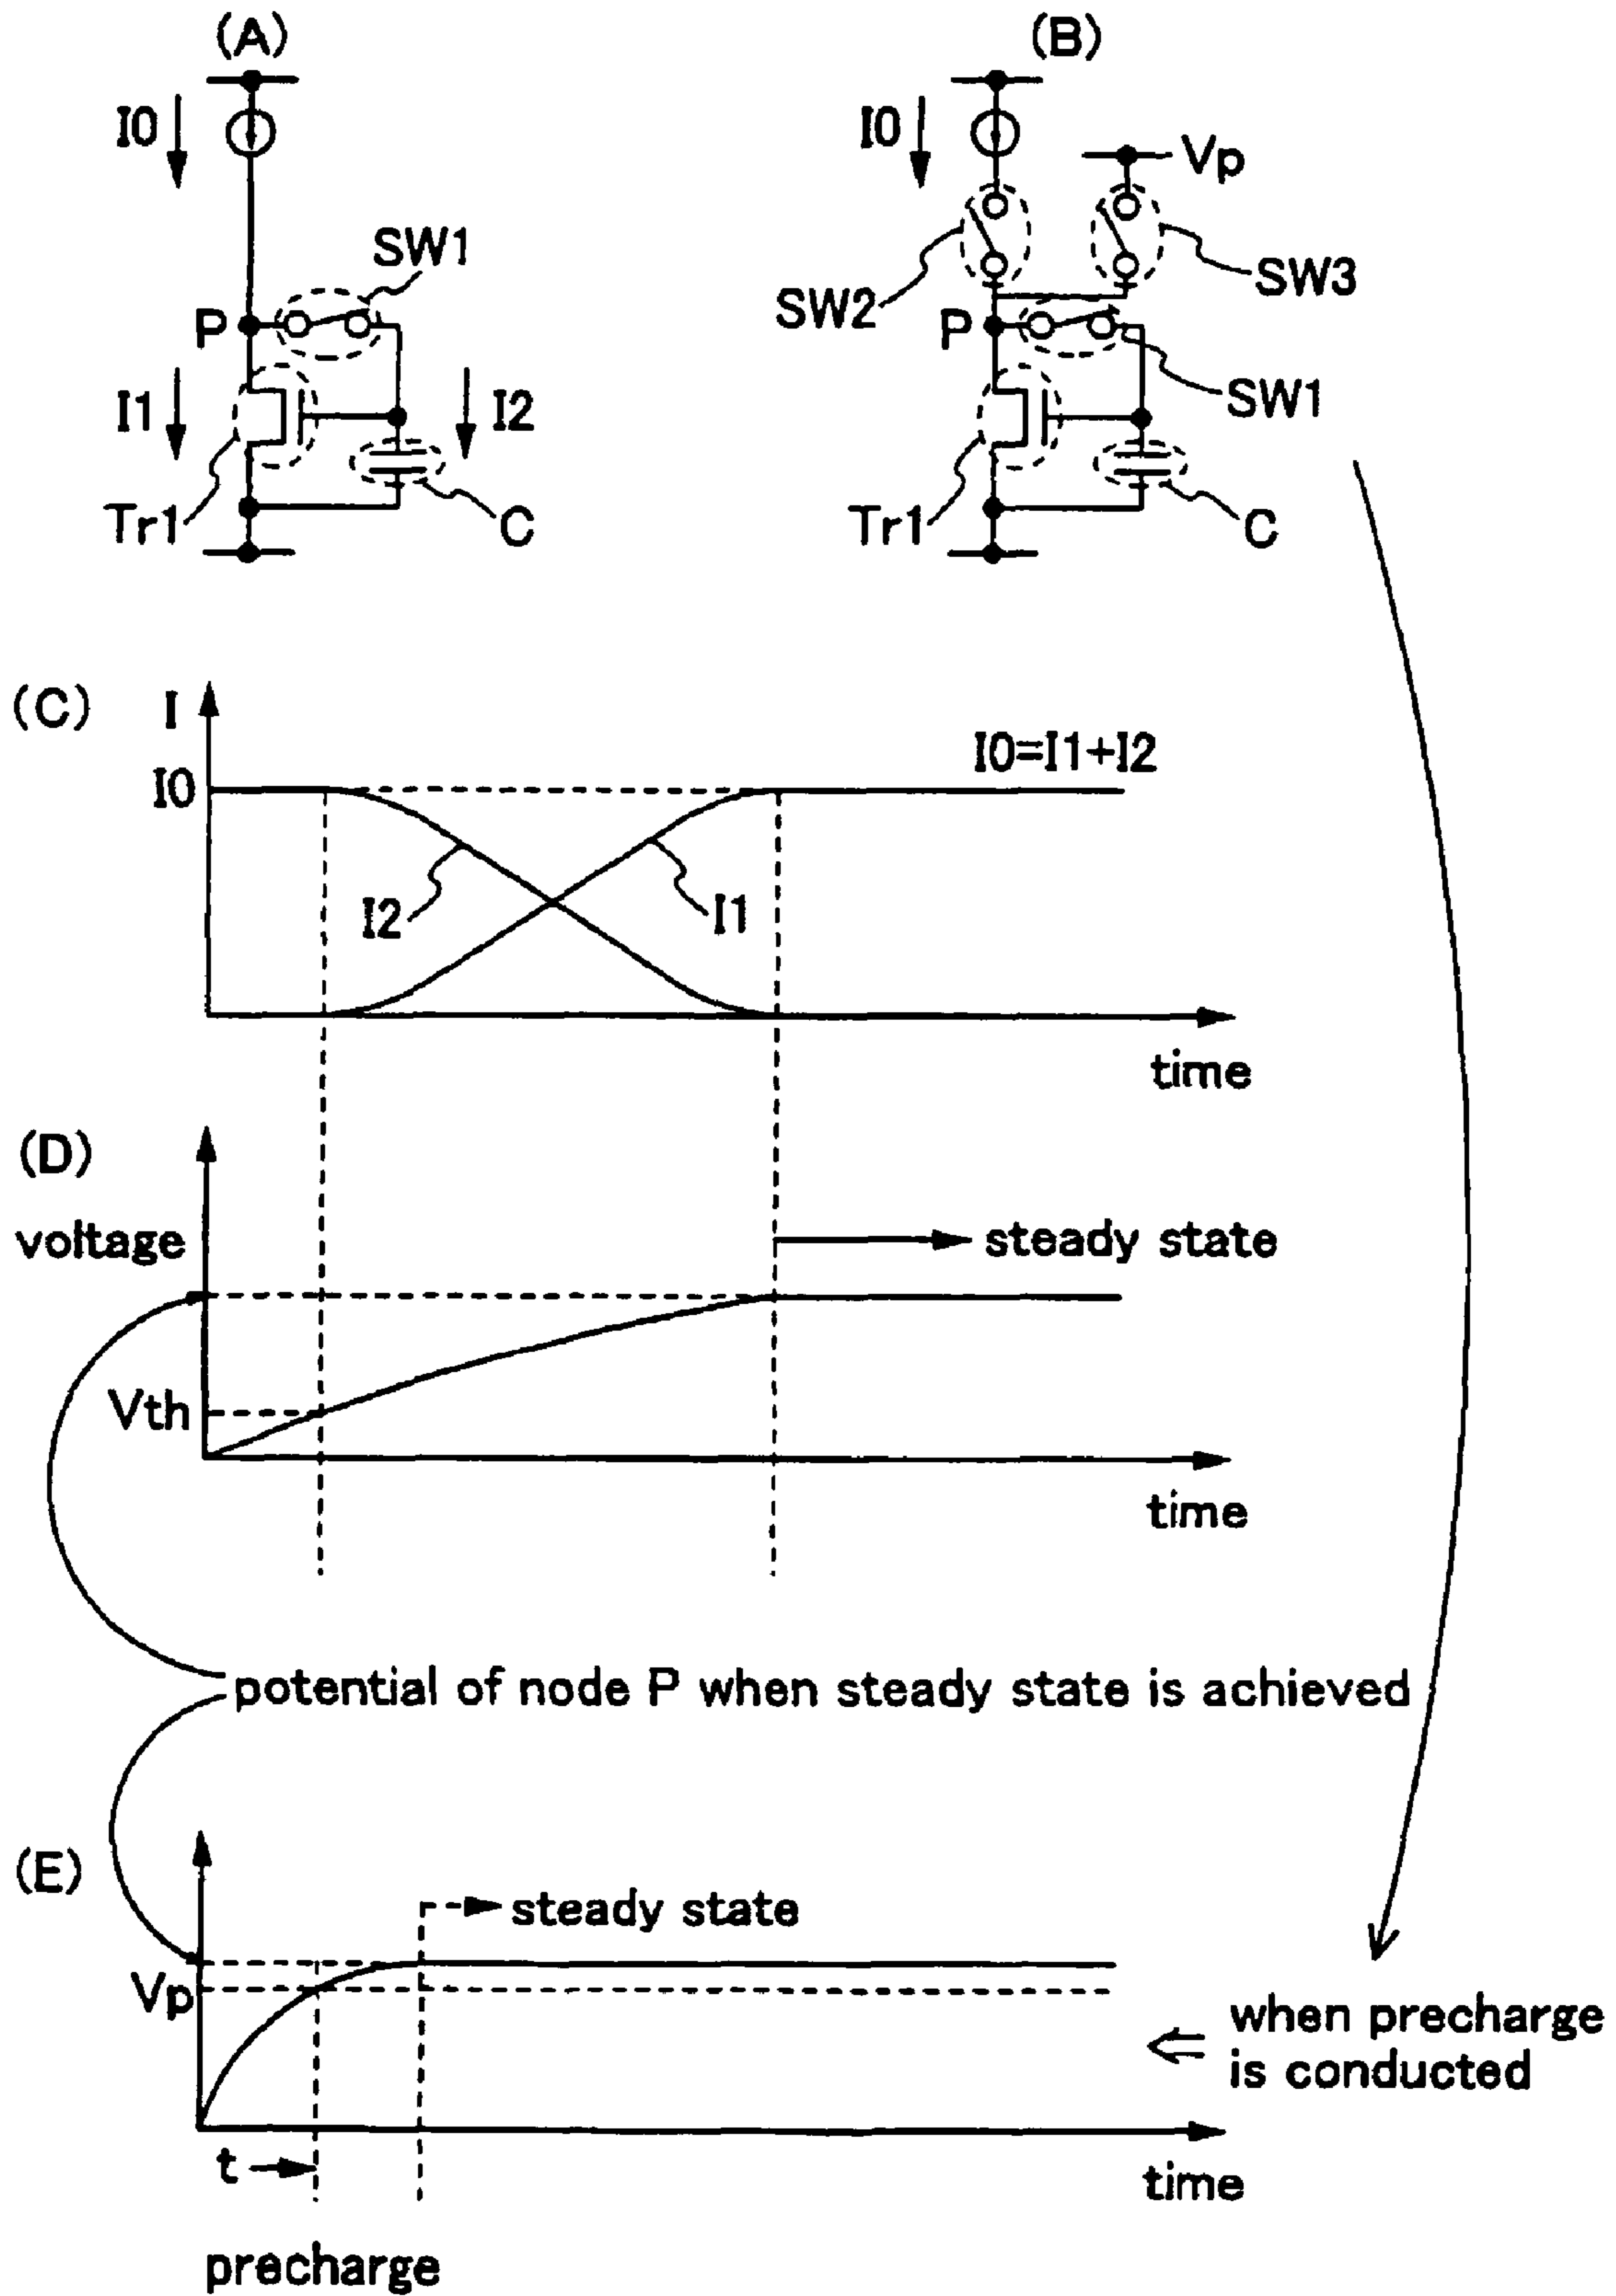 (A)
I0
SW1
P
I1
I2
Tr1
C
(B)
I0
Vp
SW2
SW3
P
SW1
Tr1
C
(C)
I
I0=I1+I2
I0
I2
I1
time
(D)
voltage
steady state
Vth
time
potential of node P when steady state is achieved
(E)
steady state
Vp
when precharge
is conducted
t
time
precharge